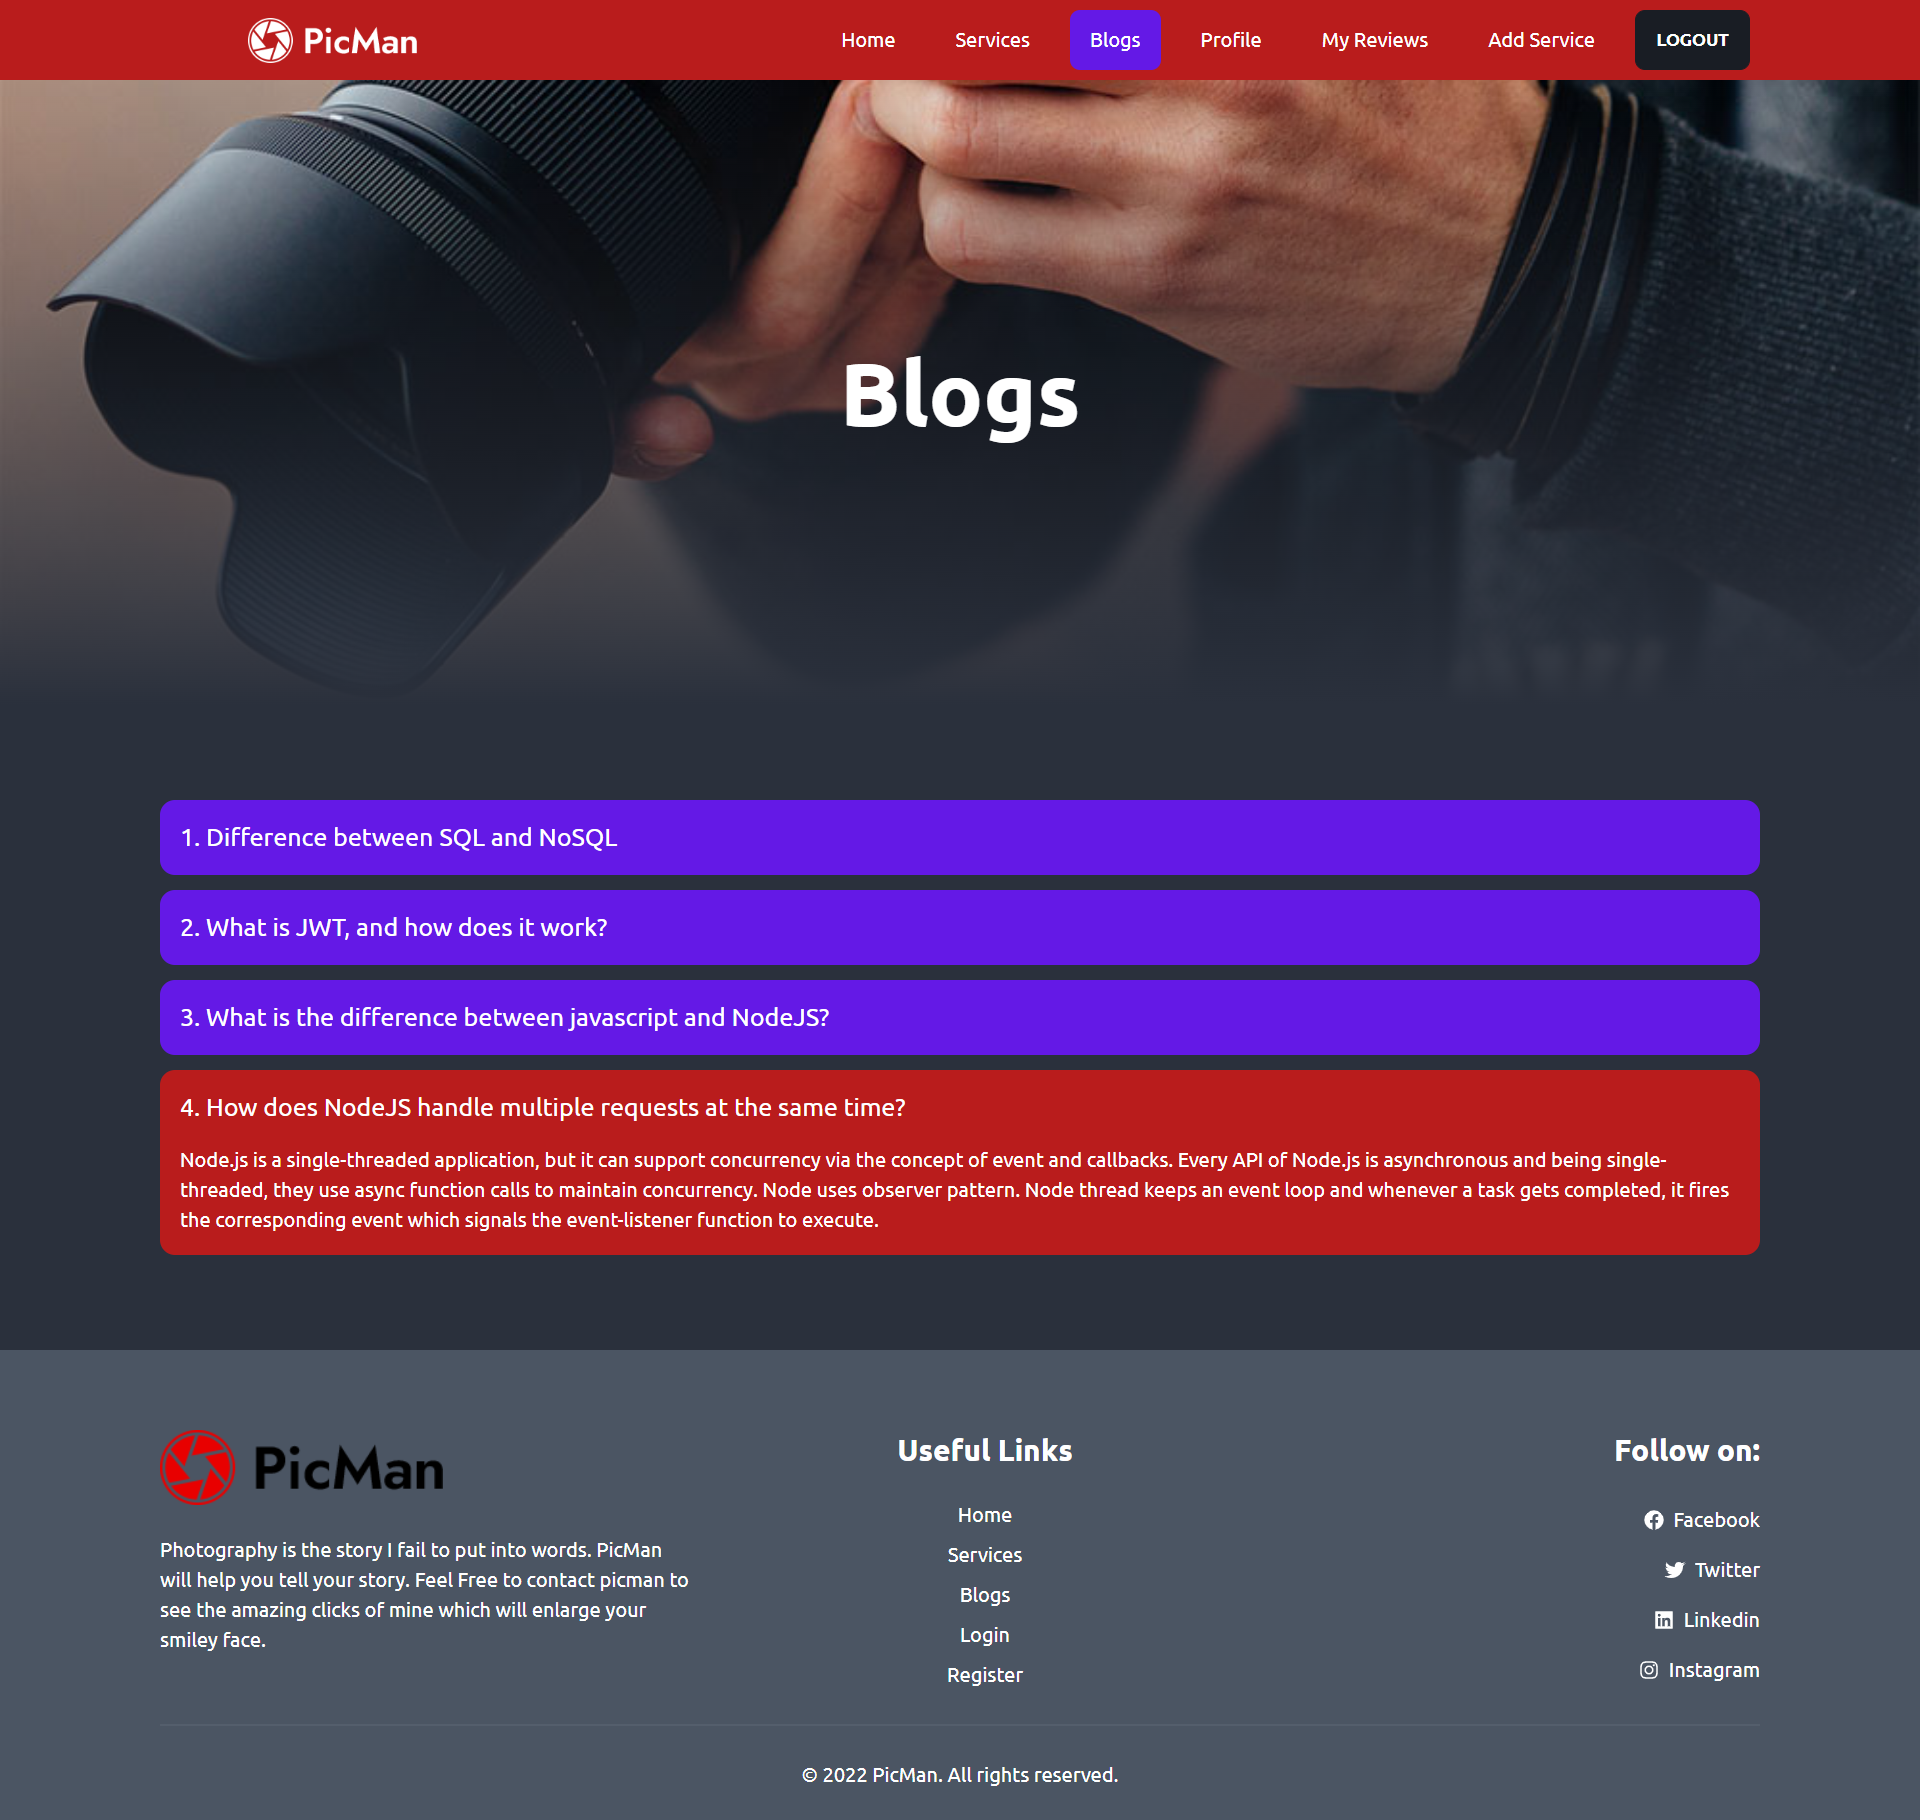 PicMan
Home
Services
Blogs
Profile
My Reviews
Add Service
LOGOUT
Blogs
1. Difference between SQL and NoSQL
2. What is JWT, and how does it work?
3. What is the difference between javascript and NodeJS?
4. How does NodeJS handle multiple requests at the same time?
Node.js is a single-threaded application, but it can support concurrency via the concept of event and callbacks. Every API of Node.js is asynchronous and being single-
threaded, they use async function calls to maintain concurrency. Node uses observer pattern. Node thread keeps an event loop and whenever a task gets completed, it fires
the corresponding event which signals the event-listener function to execute.
PicMan
Photography is the story I fail to put into words. PicMan
will help you tell your story. Feel Free to contact picman to
see the amazing clicks of mine which will enlarge your
smiley face.
Useful Links
Home
Services
Blogs
Login
Register
Follow on:
Facebook
Twitter
Linkedin
Instagram
© 2022 PicMan. All rights reserved.